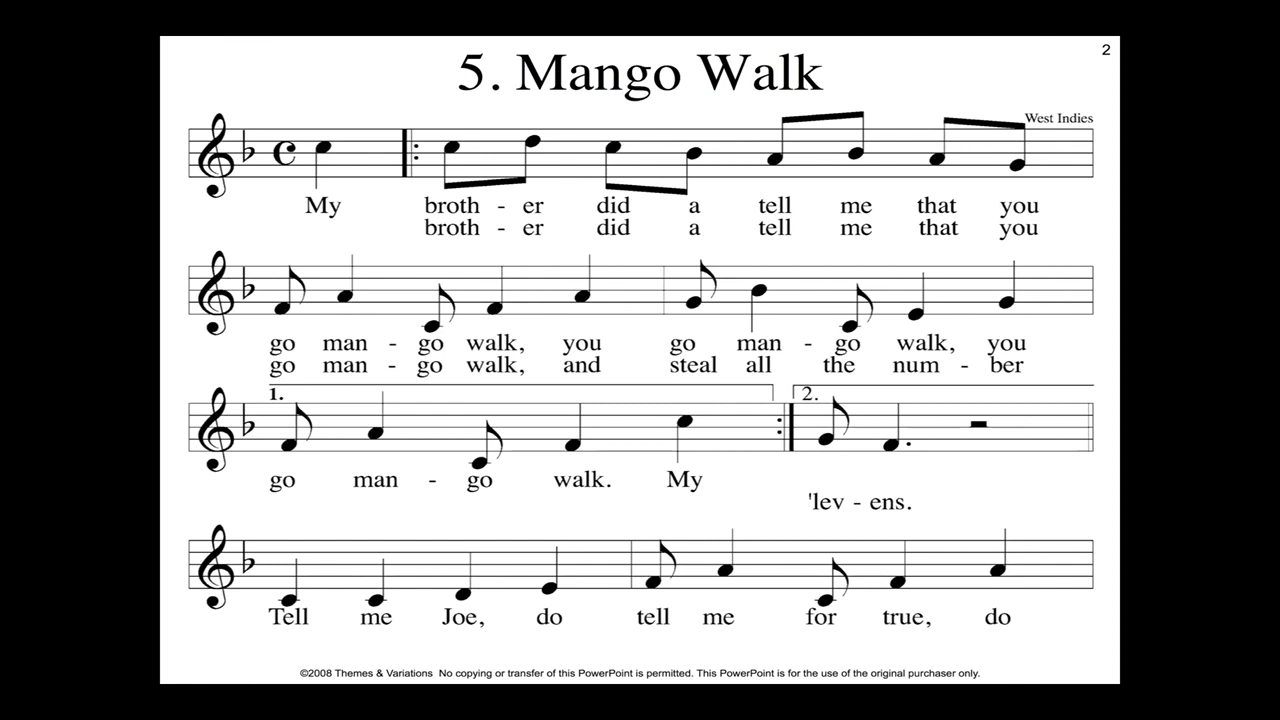 2
5. Mango Walk
West Indies
My broth - er did a tell me that you
broth - er did a tell me that you
go man - go walk, you go man - go walk, you
go man - go walk, and steal all the num - ber
1. 2.
go man - go walk. My
'lev - ens.
Tell me Joe, do tell me for true, do
©2008 Themes & Variations No copying or transfer of this PowerPoint is permitted. This PowerPoint is for the use of the original purchaser only.